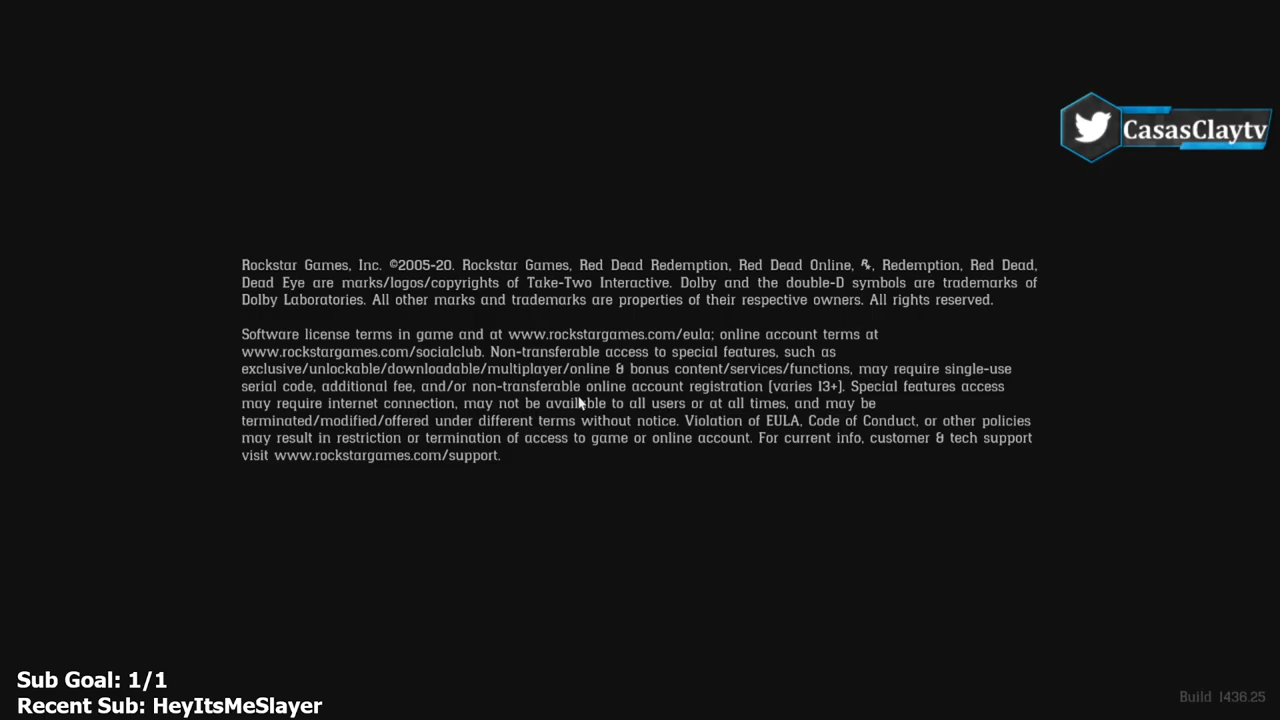 CasasClaytv
Rockstar Games, Inc. ©2005-20. Rockstar Games, Red Dead Redemption, Red Dead Online, , Redemption, Red Dead,
Dead Eye are marks/logos/copyrights of Take-Two Interactive. Dolby and the double-D symbols are trademarks of
Dolby Laboratories. All other marks and trademarks are properties of their respective owners. All rights reserved.
Software license terms in game and at www.rockstargames.com/eula; online account terms at
www.rockstargames.com/socialclub. Non-transferable access to special features, such as
exclusive/unlockable/downloadable/multiplayer/online & bonus content/services/functions, may require single-use
serial code, additional fee, and/or non-transferable online account registration (varies 13+). Special features access
may require internet connection, may not be available to all users or at all times, and may be
terminated/modified/offered under different terms without notice. Violation of EULA, Code of Conduct, or other policies
may result in restriction or termination of access to game or online account. For current info, customer & tech support
visit www.rockstargames.com/support.
Sub Goal: 1/1
Recent Sub: HeyItsMeSlayer
Build 1436.25